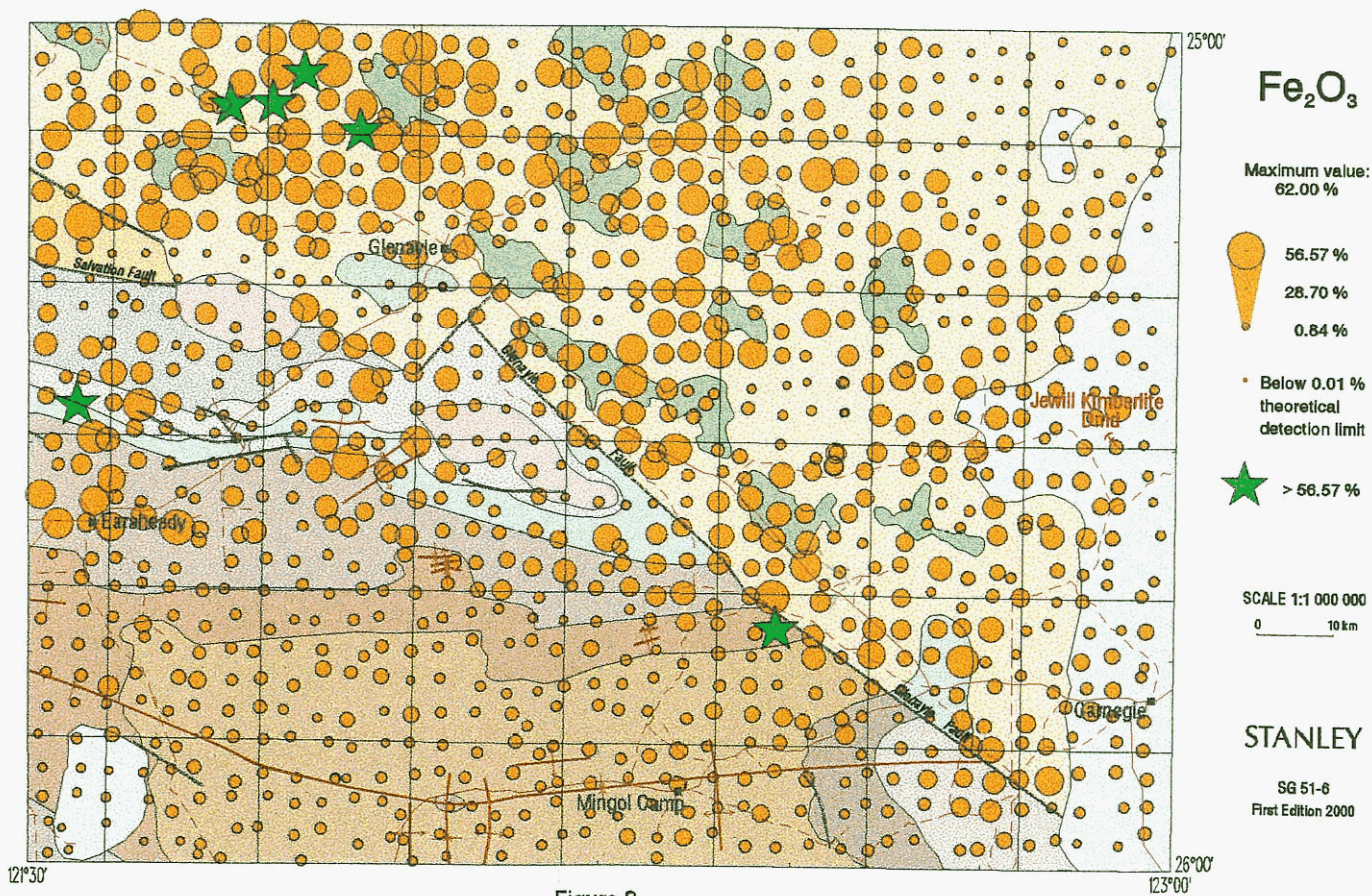 25°00'
Fe₂O₃
Maximum value:
62.00 %
56.57 %
28.70 %
0.84 %
Below 0.01 %
theoretical
detection limit
> 56.57 %
SCALE 1:1 000 000
0 10 km
STANLEY
SG 51-6
First Edition 2000
Glenayle
Salvation Fault
Glenayle
Fault
Jewill Kimberlite
Earaheedy
Glenayle Fault
Carnegie
Mingol Camp
121°30'
26°00'
123°00'